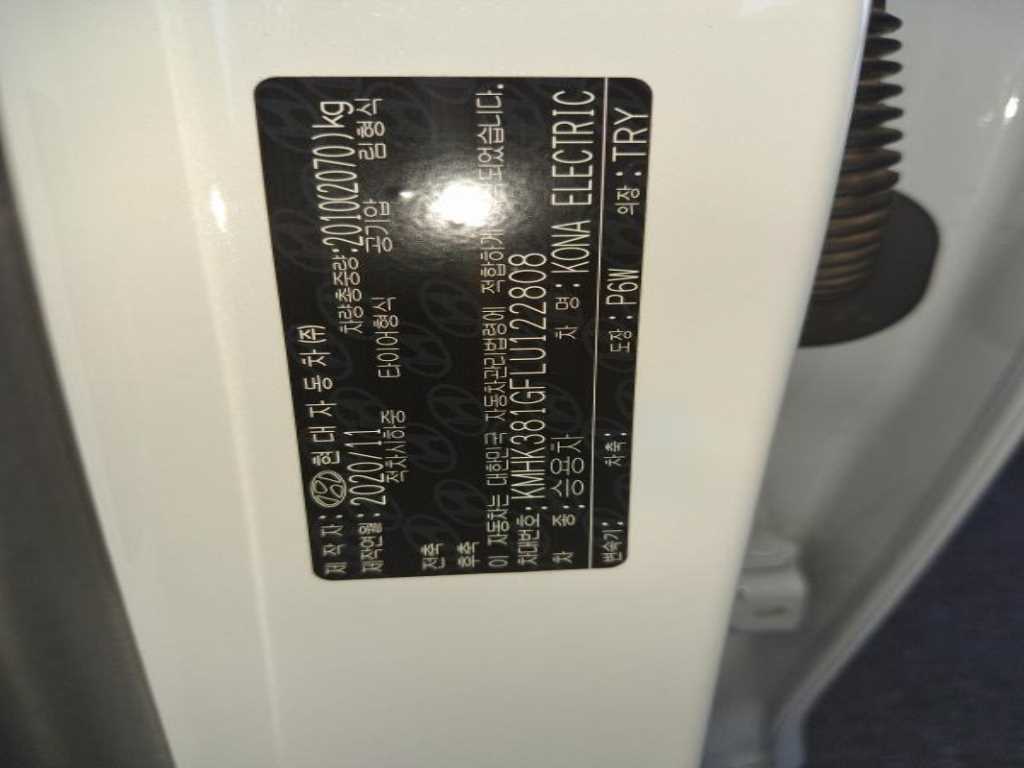 제 작 자 : 현 대 자 동 차 (주)
제작연월 : 2020/11 차량총중량:2010(2070)kg
적차시하중 타이어형식 공기압 림형식
전축
후축
이 자동차는 대한민국 자동차관리법령에 적합하게 되었습니다.
차대번호: KMHK381GFLU122808
차 종: 승용차 차 명: KONA ELECTRIC
변속기: 차축: 도장: P6W 외장: TRY